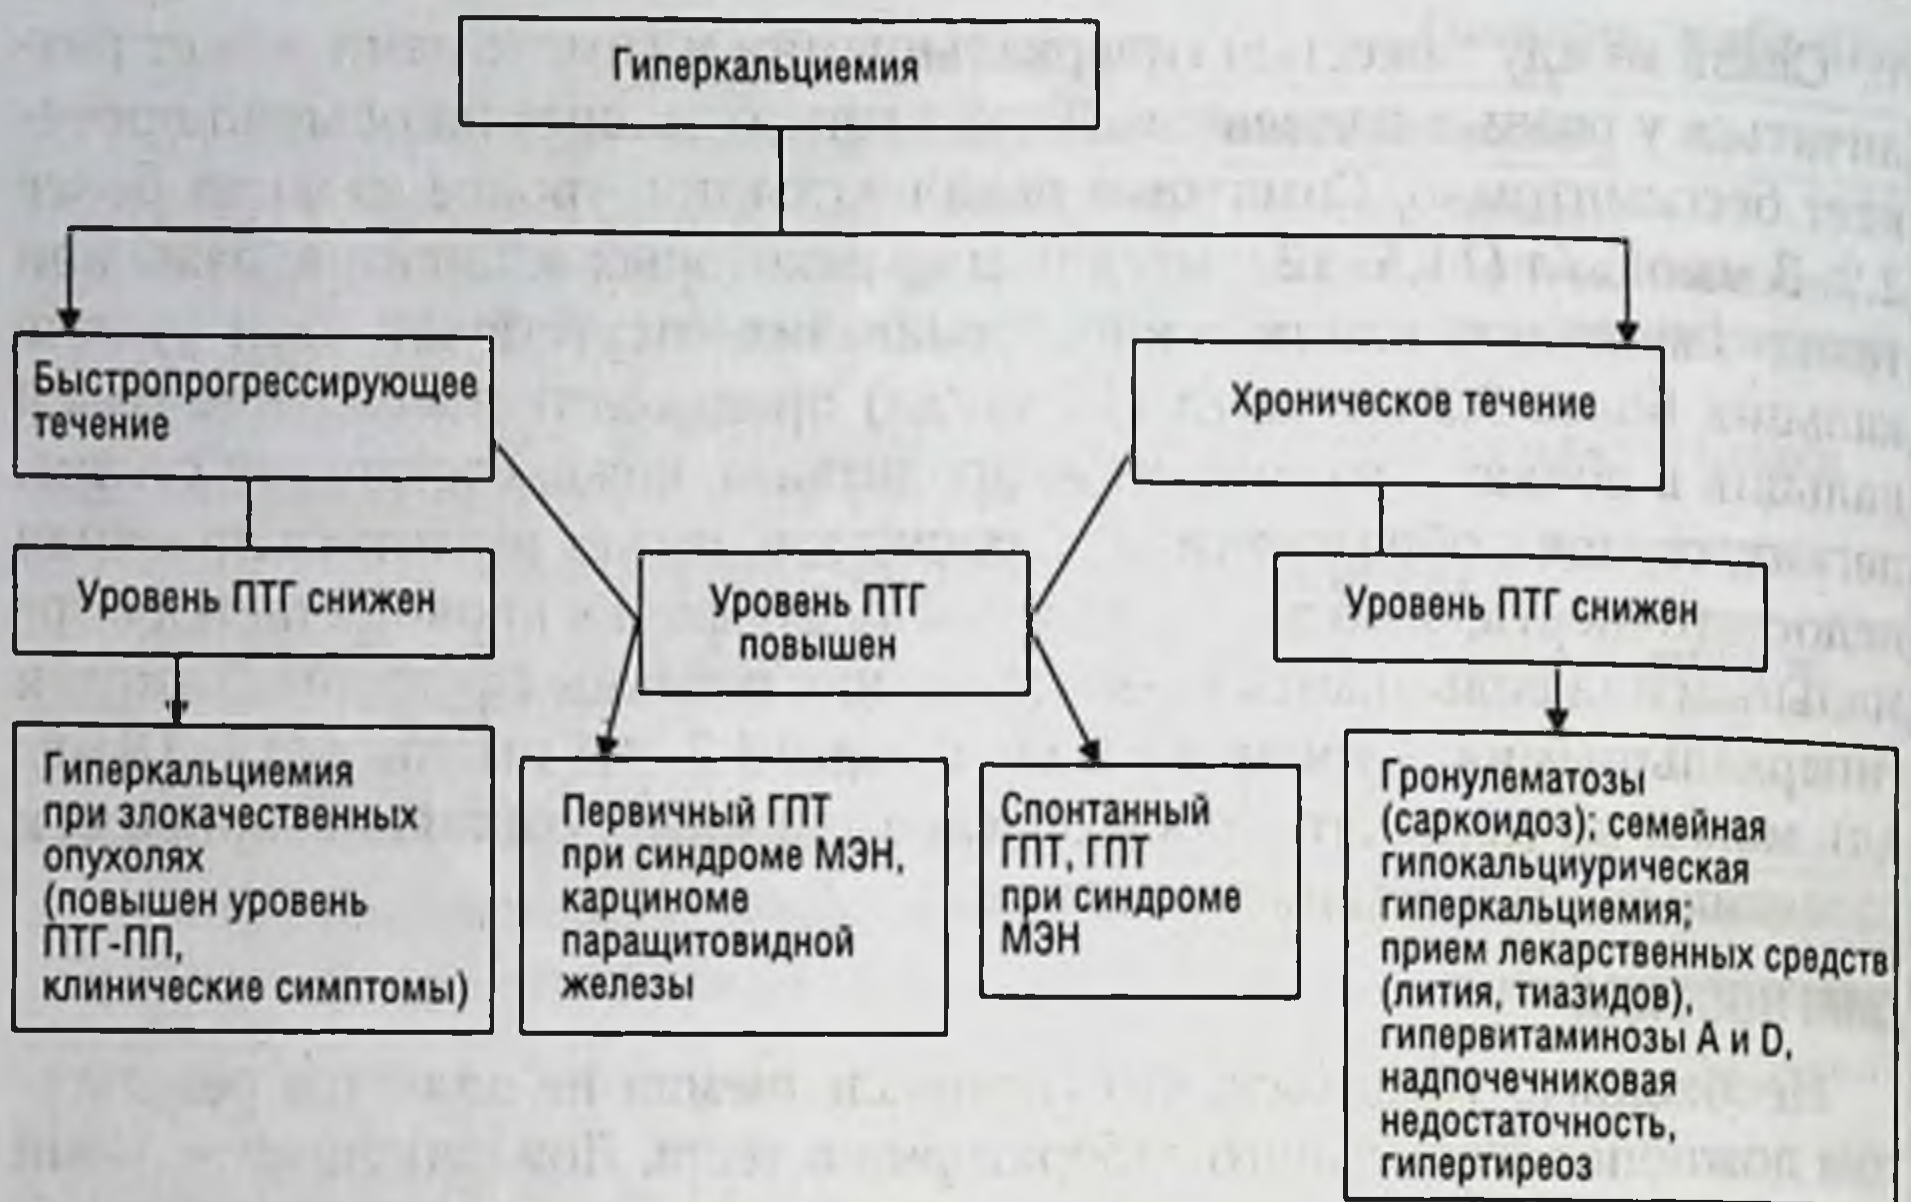 Гиперкальциемия
Быстропрогрессирующее
течение
Хроническое течение
Уровень ПТГ снижен
Уровень ПТГ
повышен
Уровень ПТГ снижен
Гиперкальциемия
при злокачественных
опухолях
(повышен уровень
ПТГ-ПП,
клинические симптомы)
Первичный ГПТ
при синдроме МЭН,
карциноме
паращитовидной
железы
Спонтанный
ГПТ, ГПТ
при синдроме
МЭН
Гронулематозы
(саркоидоз); семейная
гипокальциурическая
гиперкальциемия;
прием лекарственных средств
(лития, тиазидов),
гипервитаминозы А и D,
надпочечниковая
недостаточность,
гипертиреоз